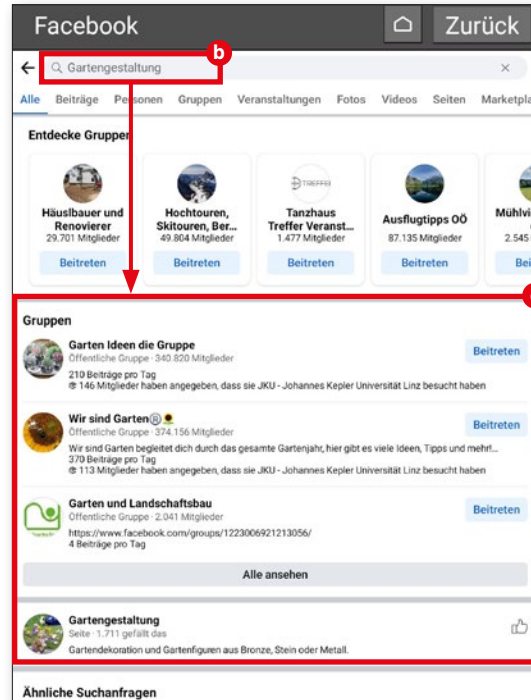 Facebook
Zurück
b
Gartengestaltung
Alle Beiträge Personen Gruppen Veranstaltungen Fotos Videos Seiten Marketpla
Entdecke Gruppen
TREFFER
Häuslbauer und
Renovierer
29.701 Mitglieder
Beitreten
Hochtouren,
Skitouren, Ber...
49.804 Mitglieder
Beitreten
Tanzhaus
Treffer Veranst...
1.477 Mitglieder
Beitreten
Ausflugtipps OÖ
87.135 Mitglieder
Beitreten
Mühlvi
2.545
Bei
Gruppen
Garten Ideen die Gruppe
Öffentliche Gruppe · 340.820 Mitglieder
210 Beiträge pro Tag
146 Mitglieder haben angegeben, dass sie JKU - Johannes Kepler Universität Linz besucht haben
Beitreten
Wir sind Garten®
Öffentliche Gruppe · 374.156 Mitglieder
Wir sind Garten begleitet dich durch das gesamte Gartenjahr, hier gibt es viele Ideen, Tipps und mehr!...
370 Beiträge pro Tag
113 Mitglieder haben angegeben, dass sie JKU - Johannes Kepler Universität Linz besucht haben
Beitreten
Garten und Landschaftsbau
Öffentliche Gruppe · 2.041 Mitglieder
https://www.facebook.com/groups/1223006921213056/
4 Beiträge pro Tag
Beitreten
Alle ansehen
Gartengestaltung
Seite · 1.711 gefällt das
Gartendekoration und Gartenfiguren aus Bronze, Stein oder Metall.
Ähnliche Suchanfragen